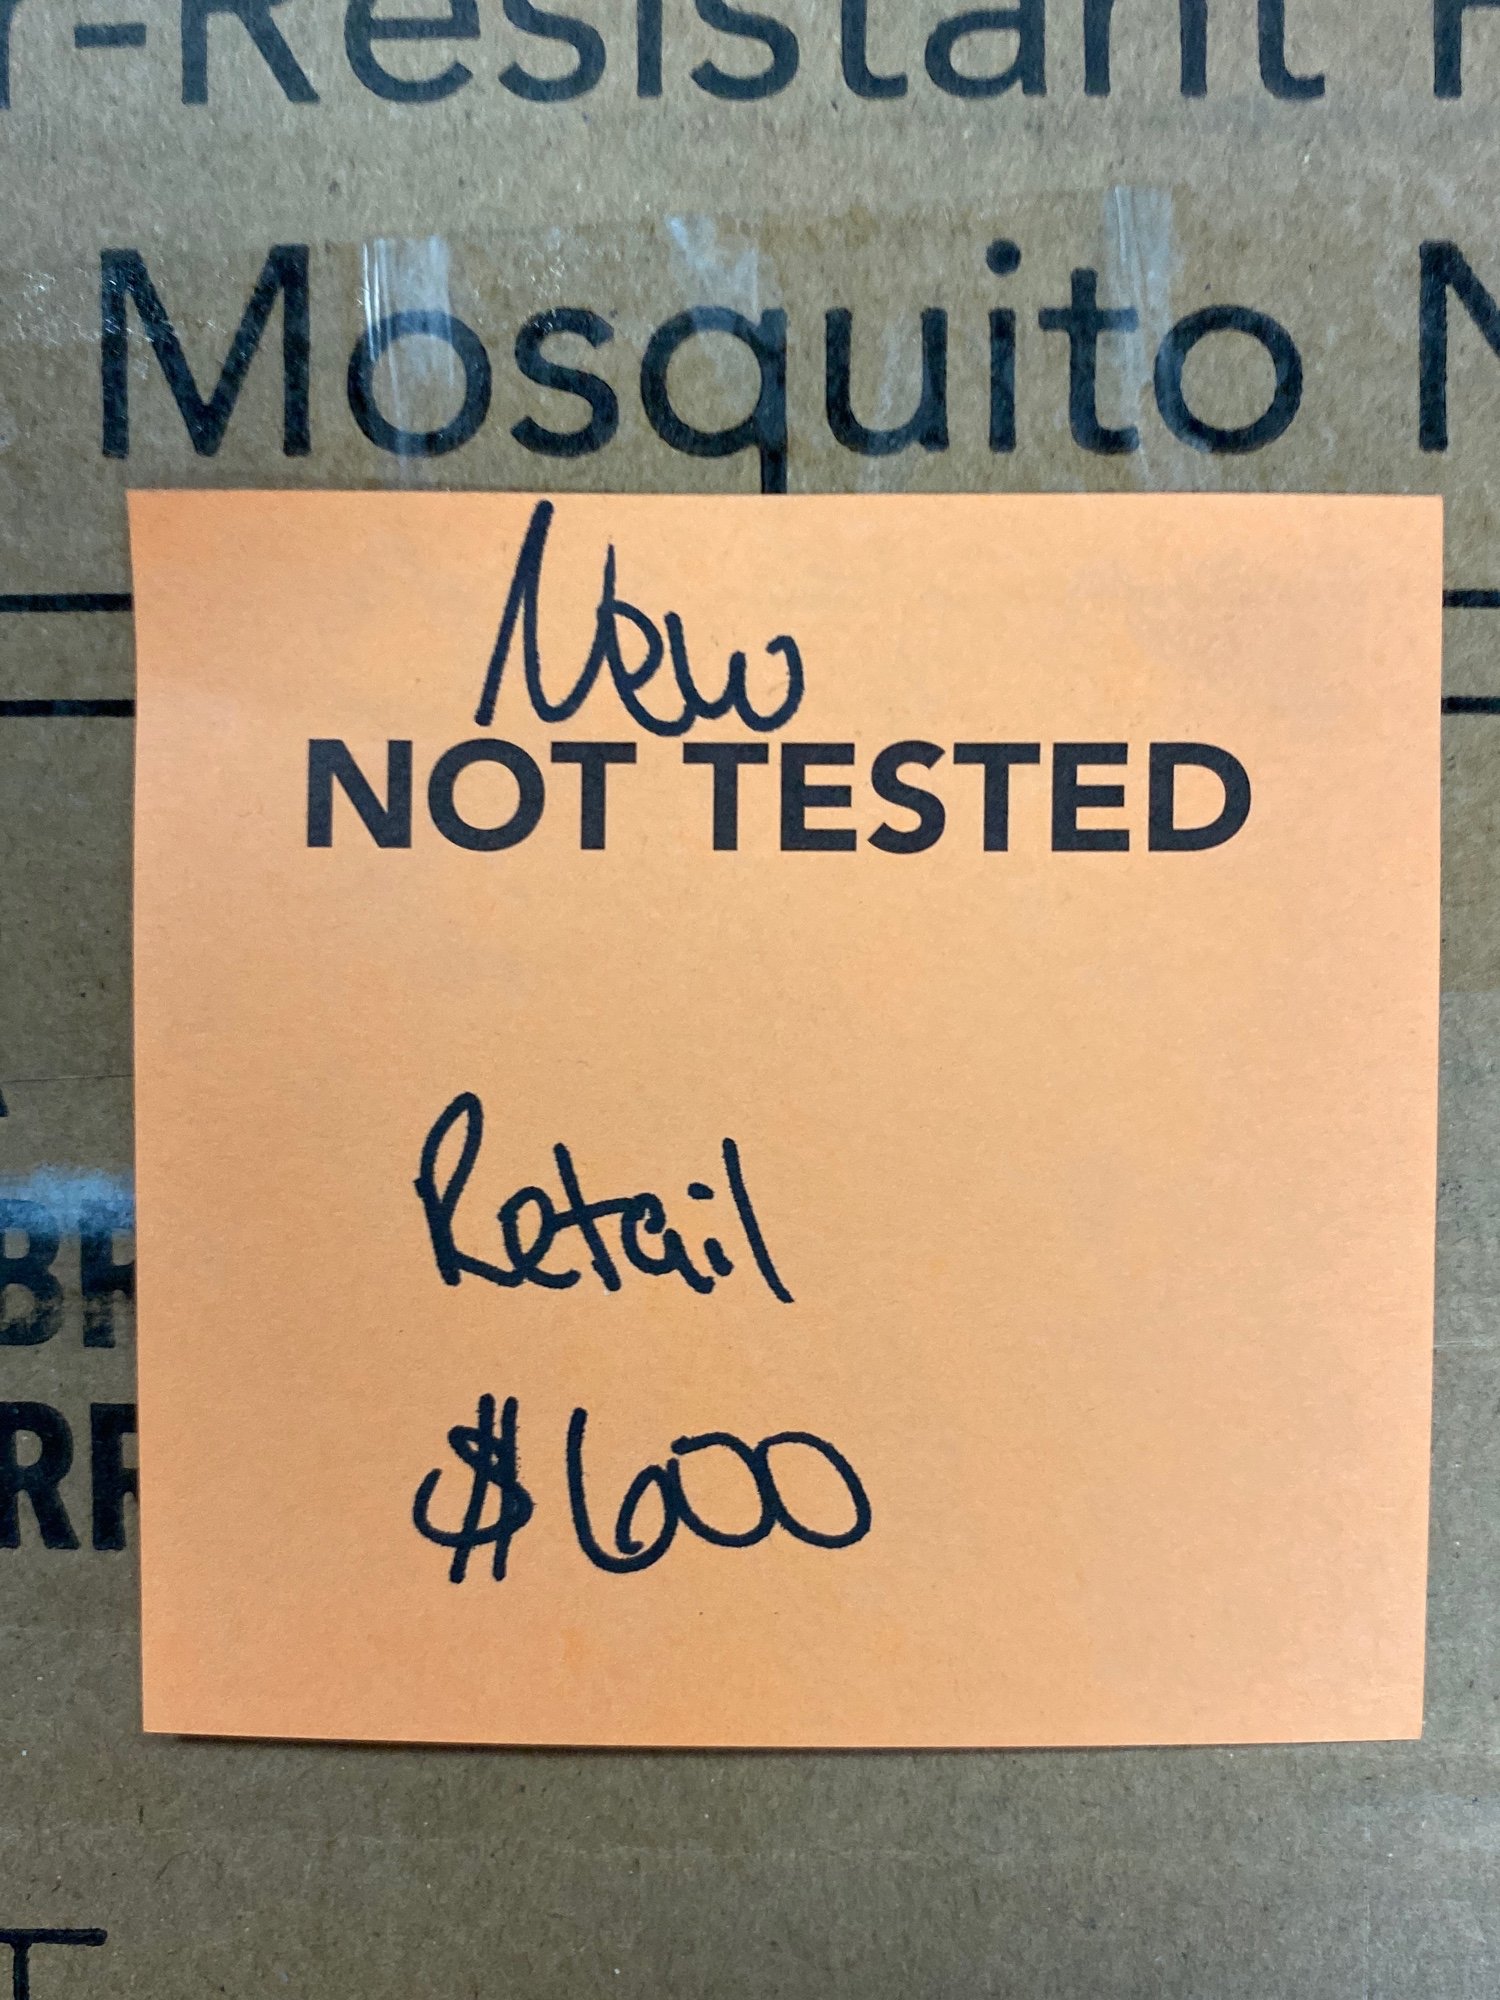 -Resistant
Mosquito
New
NOT TESTED
Retail
$600